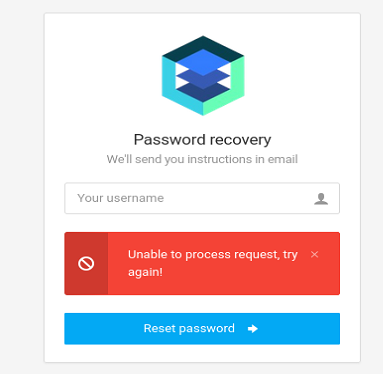 Password recovery
We'll send you instructions in email
Your username
Unable to process request, try
again!
Reset password